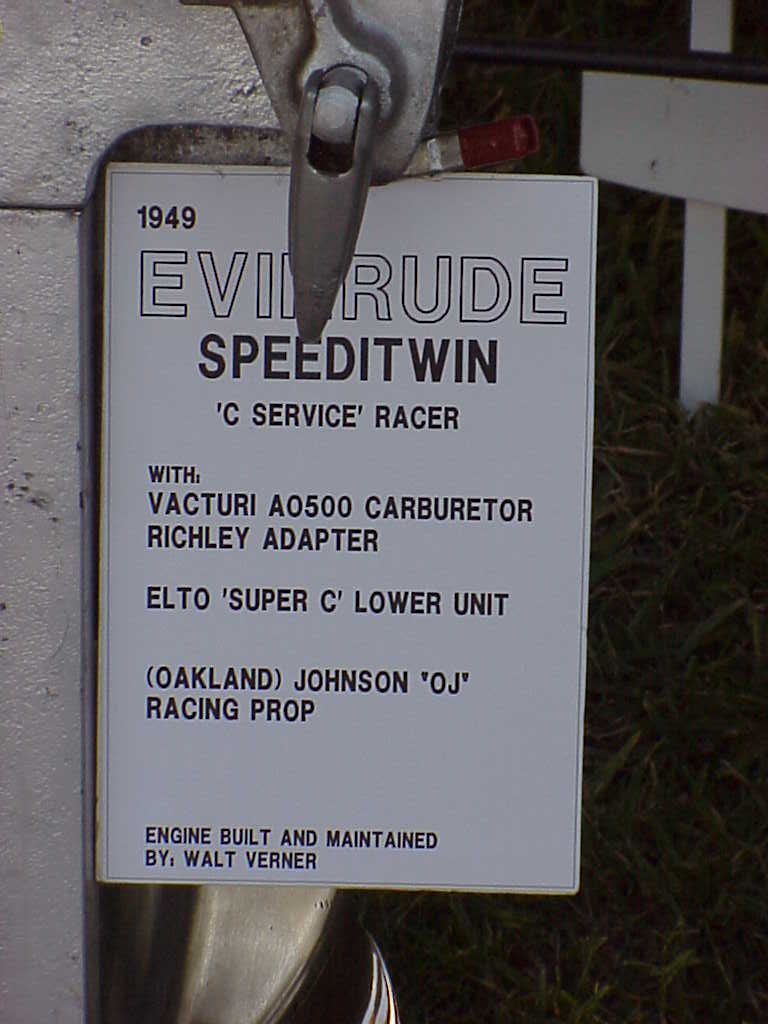 1949
EVINRUDE
SPEEDITWIN
'C SERVICE' RACER
WITH:
VACTURI AO500 CARBURETOR
RICHLEY ADAPTER
ELTO 'SUPER C' LOWER UNIT
(OAKLAND) JOHNSON "OJ"
RACING PROP
ENGINE BUILT AND MAINTAINED
BY: WALT VERNER